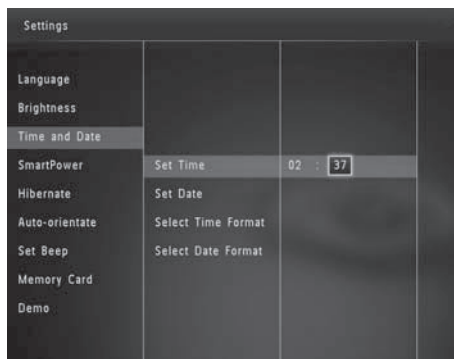 Settings
Language
Brightness
Time and Date
SmartPower
Hibernate
Auto-orientate
Set Beep
Memory Card
Demo
Set Time
Set Date
Select Time Format
Select Date Format
02 : 37